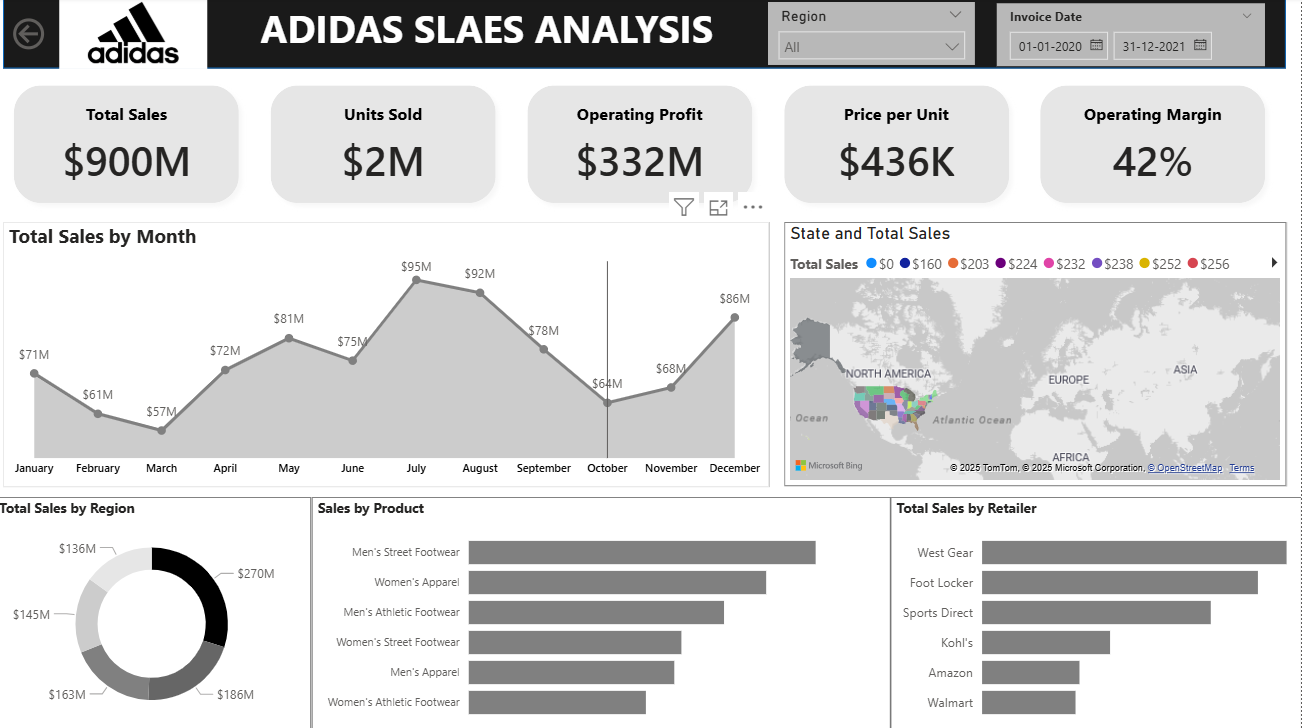 adidas
ADIDAS SLAES ANALYSIS
Region
All
Invoice Date
01-01-2020 31-12-2021
Total Sales
$900M
Units Sold
$2M
Operating Profit
$332M
Price per Unit
$436K
Operating Margin
42%
Total Sales by Month
$71M
$61M
$57M
$72M
$81M
$75M
$95M
$92M
$78M
$64M
$68M
$86M
January February March April May June July August September October November December
State and Total Sales
Total Sales $0 $160 $203 $224 $232 $238 $252 $256
NORTH AMERICA
EUROPE
ASIA
AFRICA
Ocean
Atlantic Ocean
Microsoft Bing
© 2025 TomTom, © 2025 Microsoft Corporation, © OpenStreetMap Terms
Total Sales by Region
$136M
$270M
$145M
$163M
$186M
Sales by Product
Men's Street Footwear
Women's Apparel
Men's Athletic Footwear
Women's Street Footwear
Men's Apparel
Women's Athletic Footwear
Total Sales by Retailer
West Gear
Foot Locker
Sports Direct
Kohl's
Amazon
Walmart